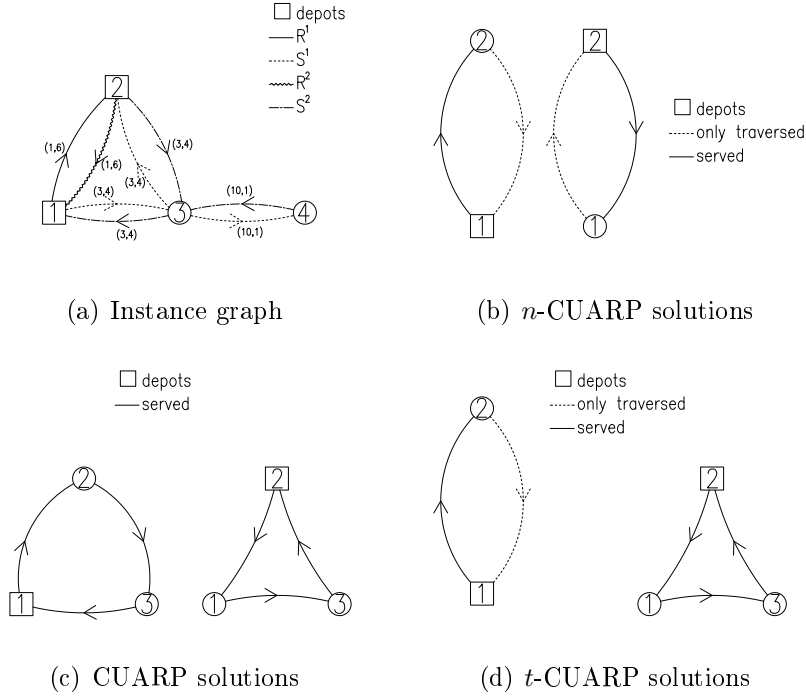 depots
R¹
S¹
R²
S²
2
(1,6)
(1,6)
(3,4)
(3,4)
(3,4)
(3,4)
(10,1)
(10,1)
1
3
4
(a) Instance graph
2
2
depots
only traversed
served
1
1
(b) n-CUARP solutions
depots
served
2
2
1
3
1
3
(c) CUARP solutions
depots
only traversed
served
2
2
1
1
3
(d) t-CUARP solutions